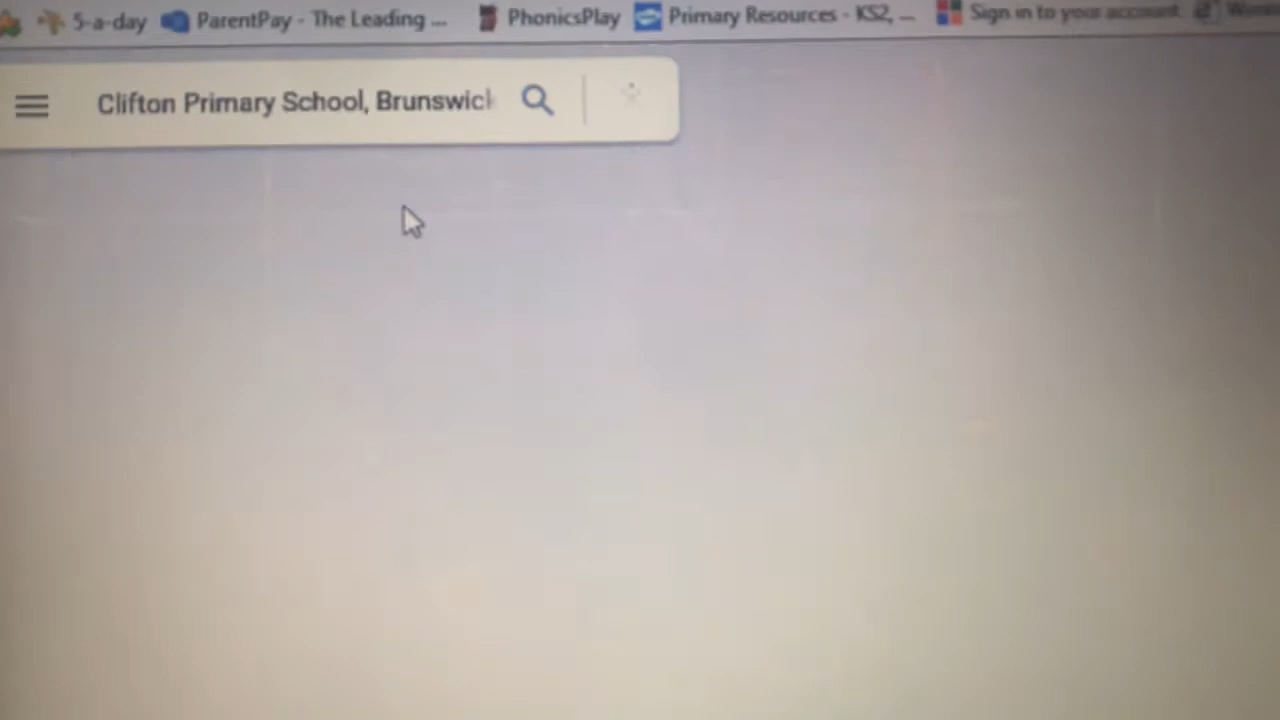 5-a-day ParentPay - The Leading ... PhonicsPlay Primary Resources - KS2, ... Sign in to your account
Clifton Primary School, Brunswick